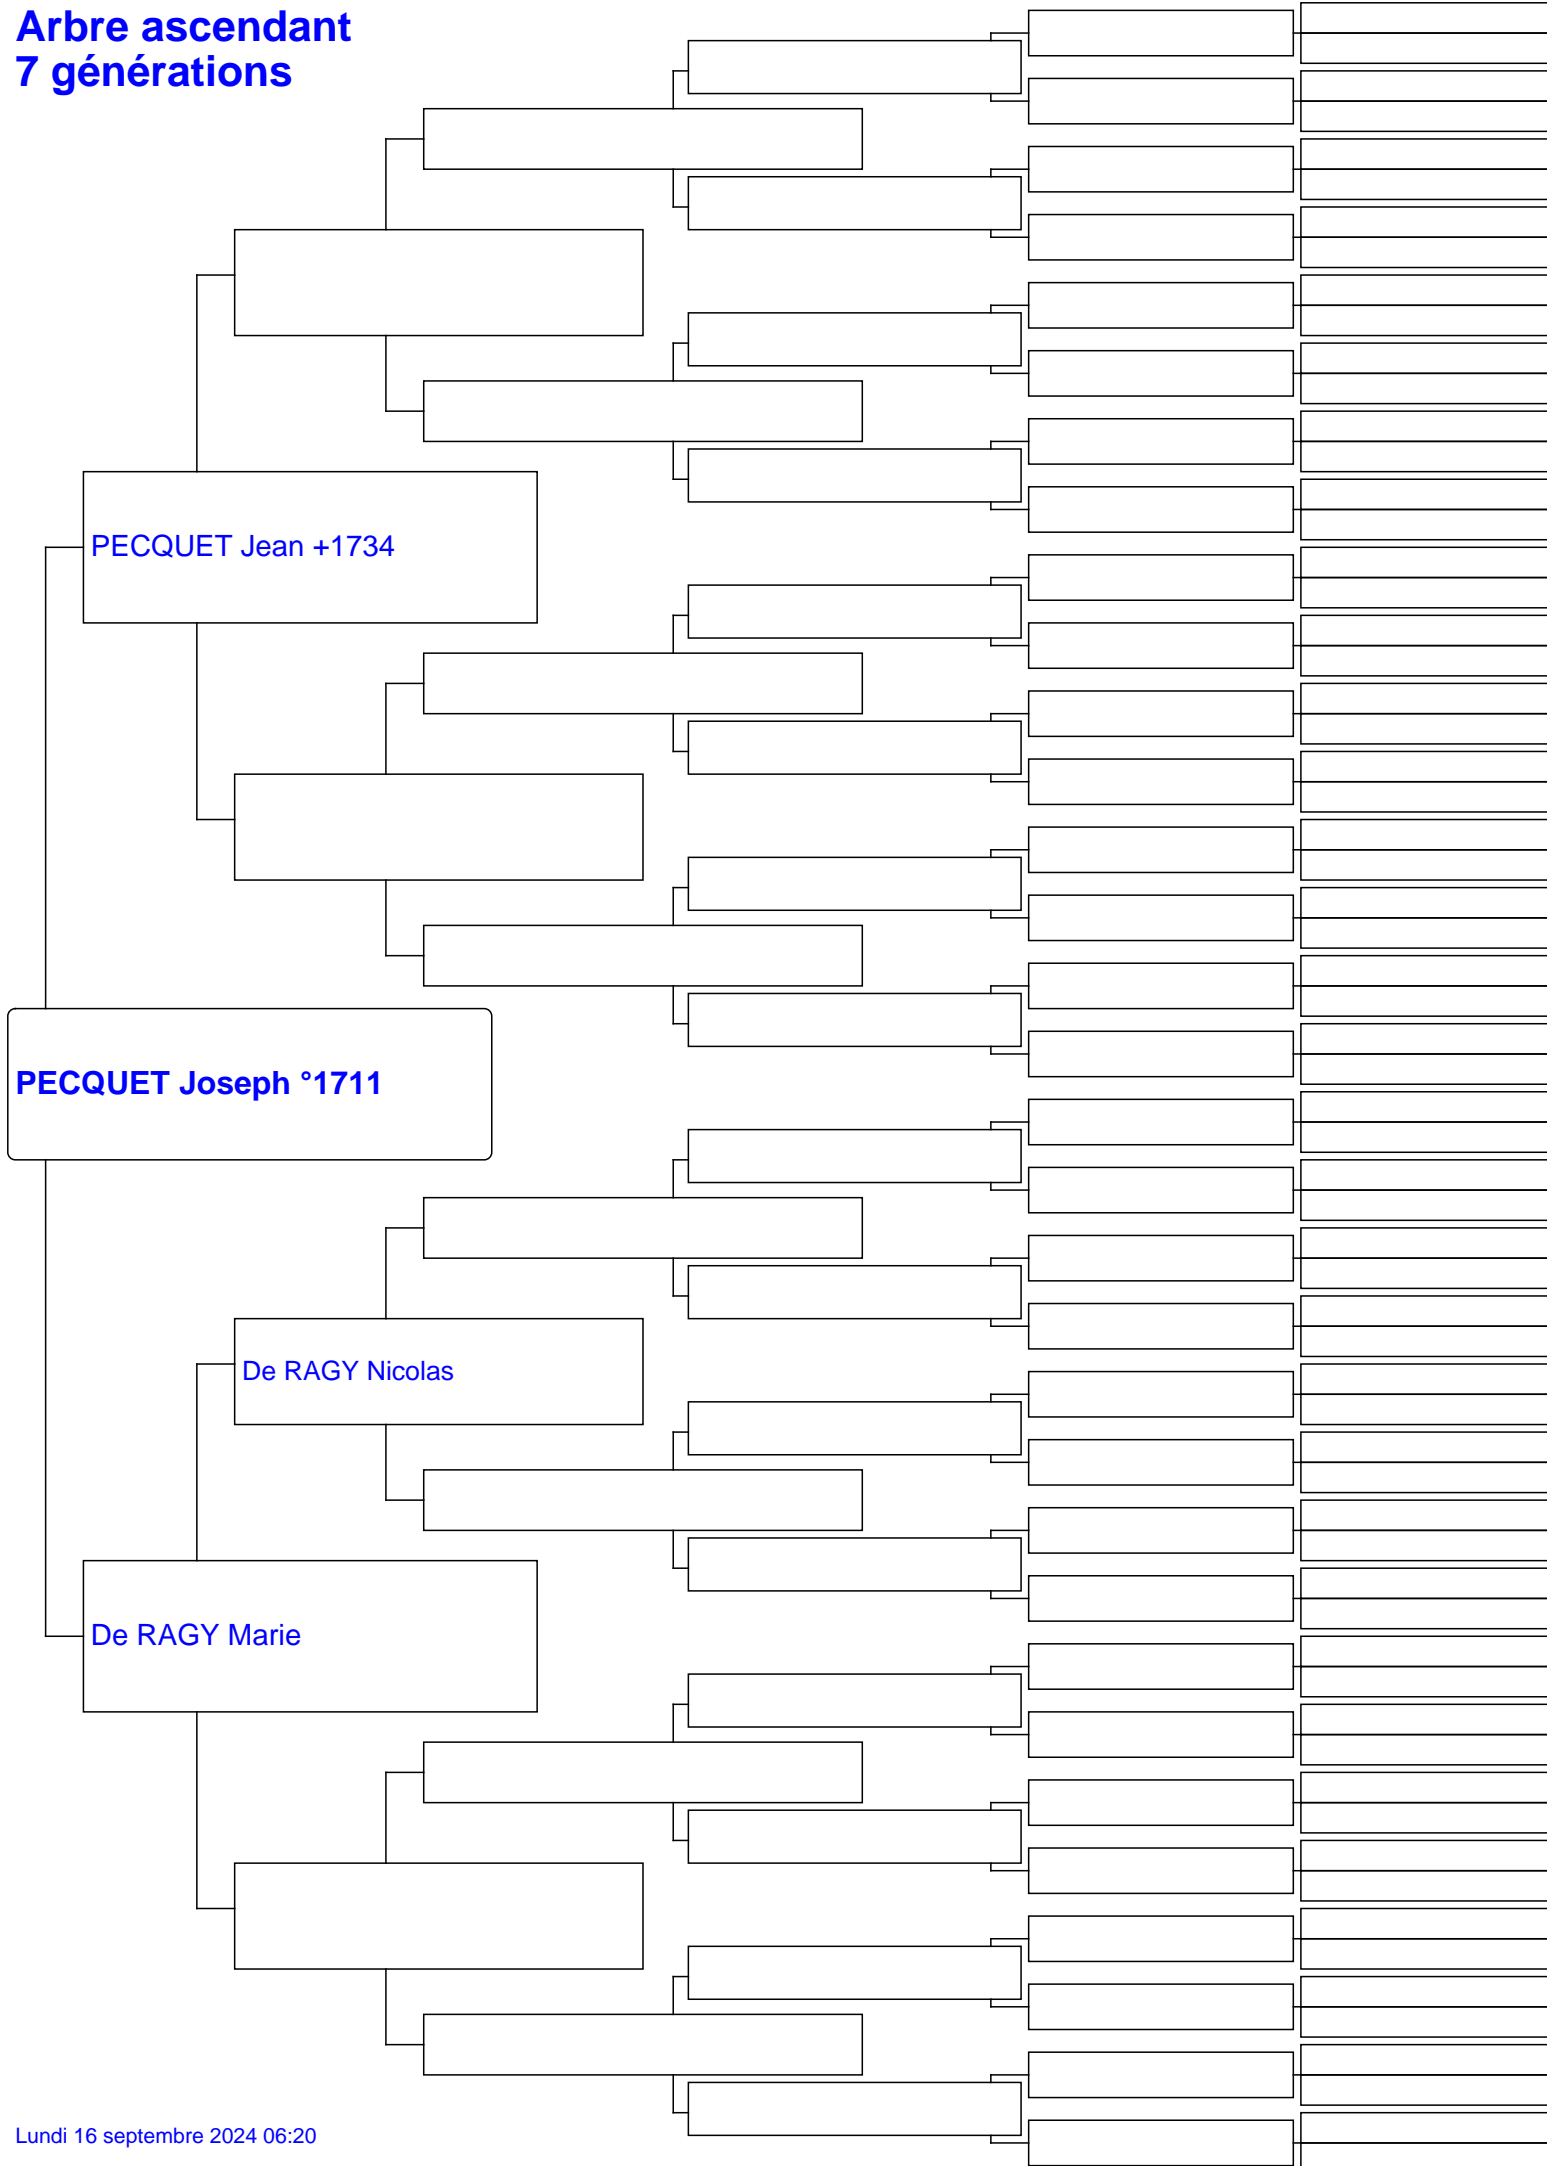 Arbre ascendant
7 générations
PECQUET Jean +1734
PECQUET Joseph °1711
De RAGY Nicolas
De RAGY Marie
Lundi 16 septembre 2024 06:20